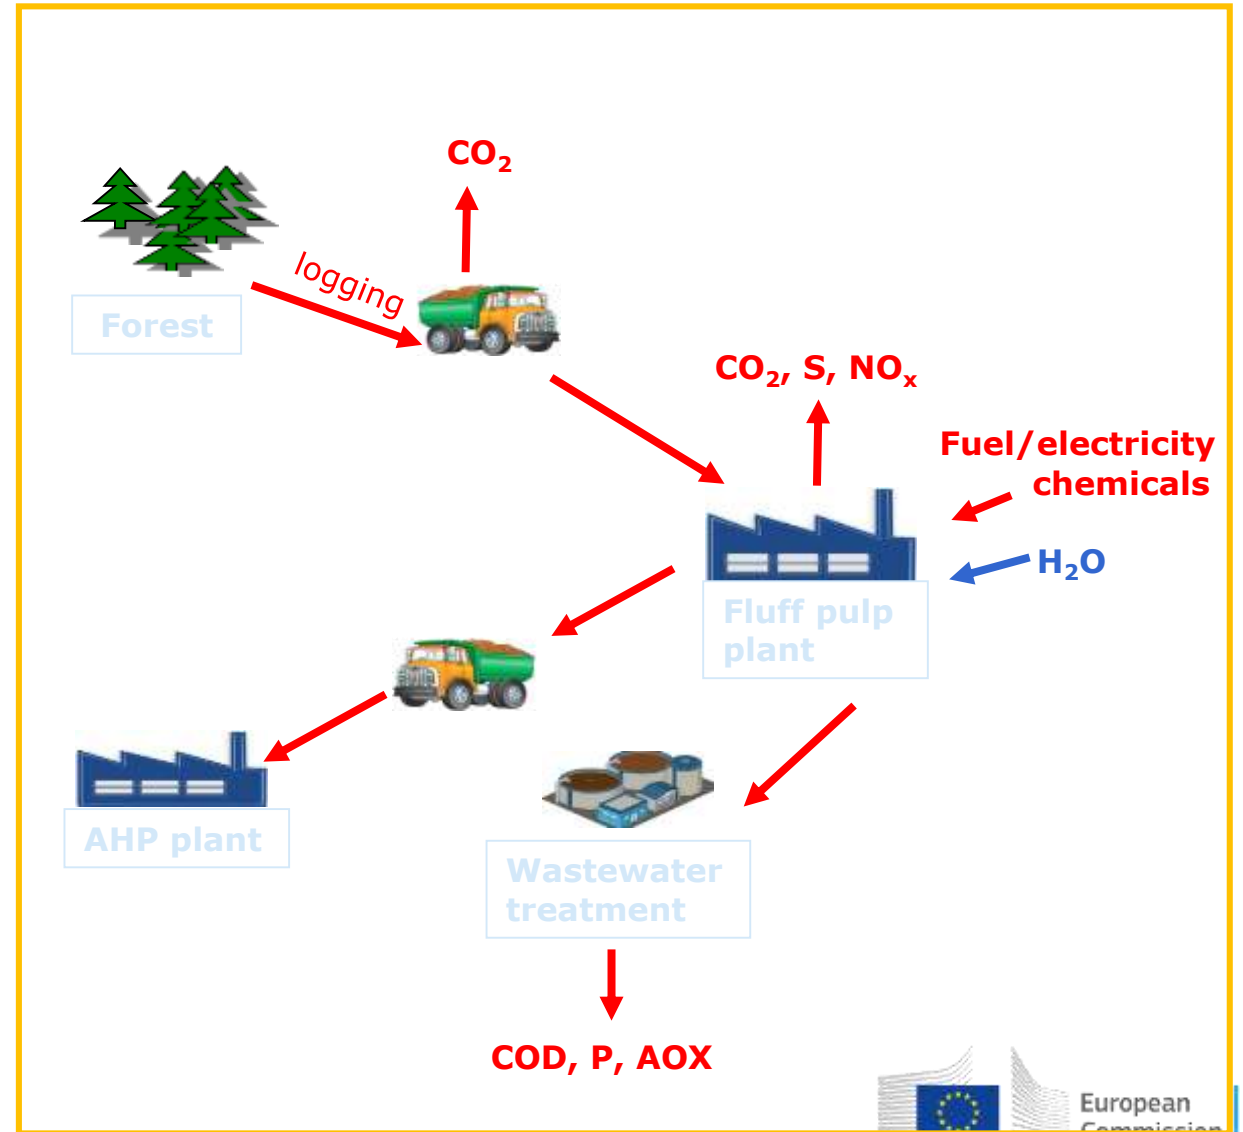 CO₂
logging
Forest
CO₂, S, NOₓ
Fuel/electricity
chemicals
H₂O
Fluff pulp
plant
AHP plant
Wastewater
treatment
COD, P, AOX
European
Commission